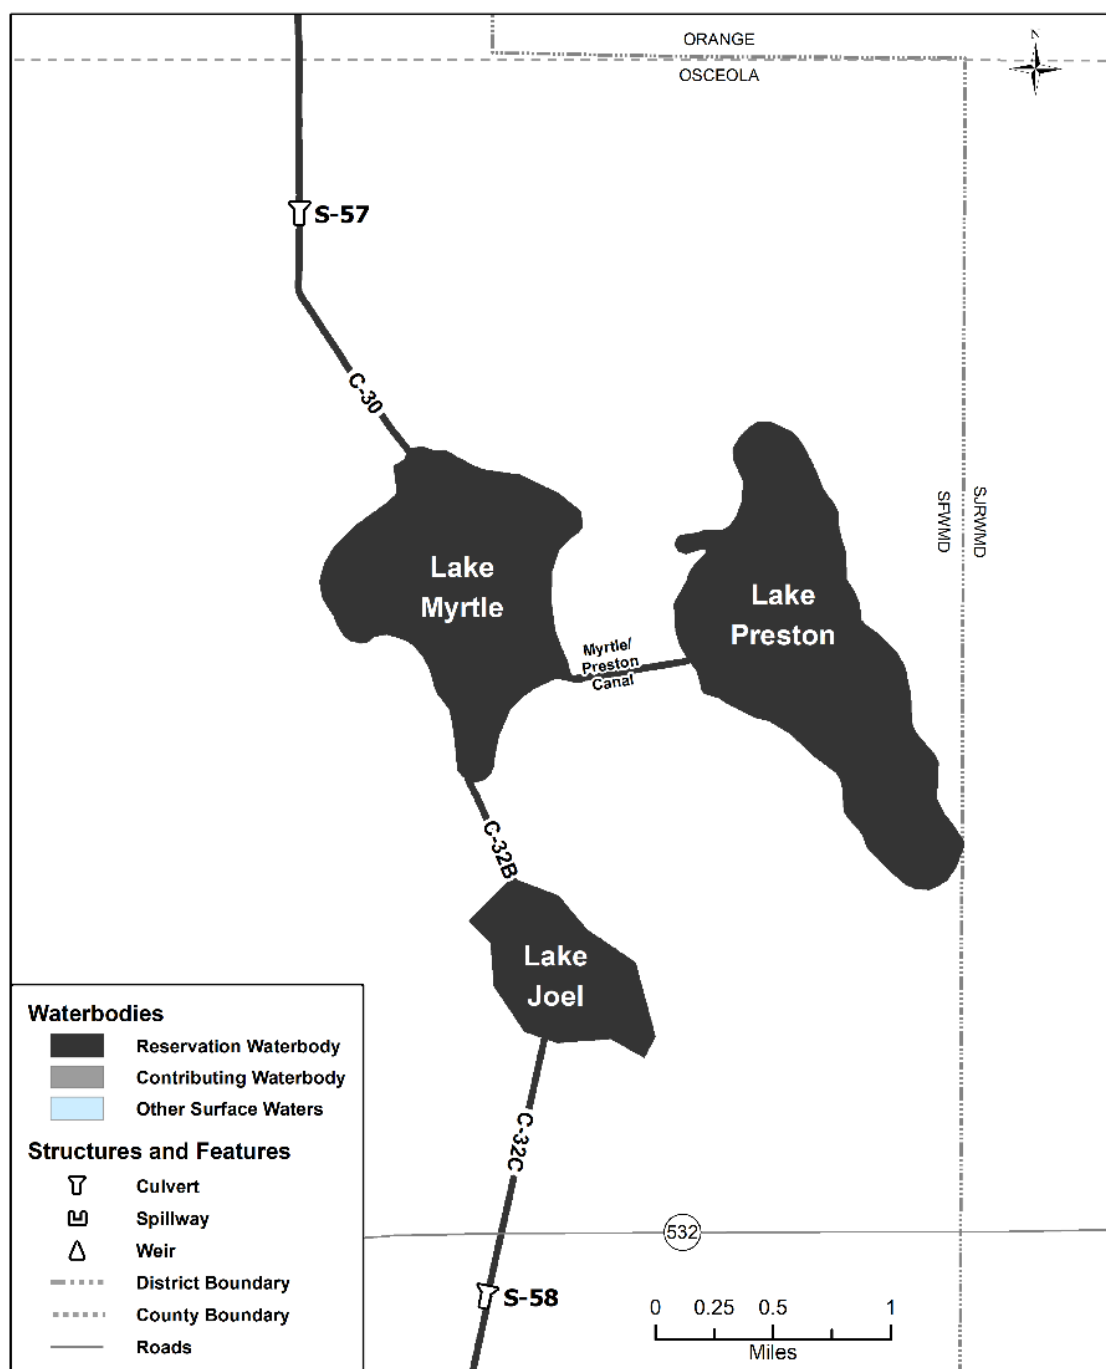 ORANGE
OSCEOLA
N
S-57
C-30
SFWMD
SJRWMD
Lake
Myrtle
Lake
Preston
Myrtle/
Preston
Canal
C-32B
Lake
Joel
C-32C
532
S-58
Waterbodies
Reservation Waterbody
Contributing Waterbody
Other Surface Waters
Structures and Features
Culvert
Spillway
Weir
District Boundary
County Boundary
Roads
0 0.25 0.5 1
Miles